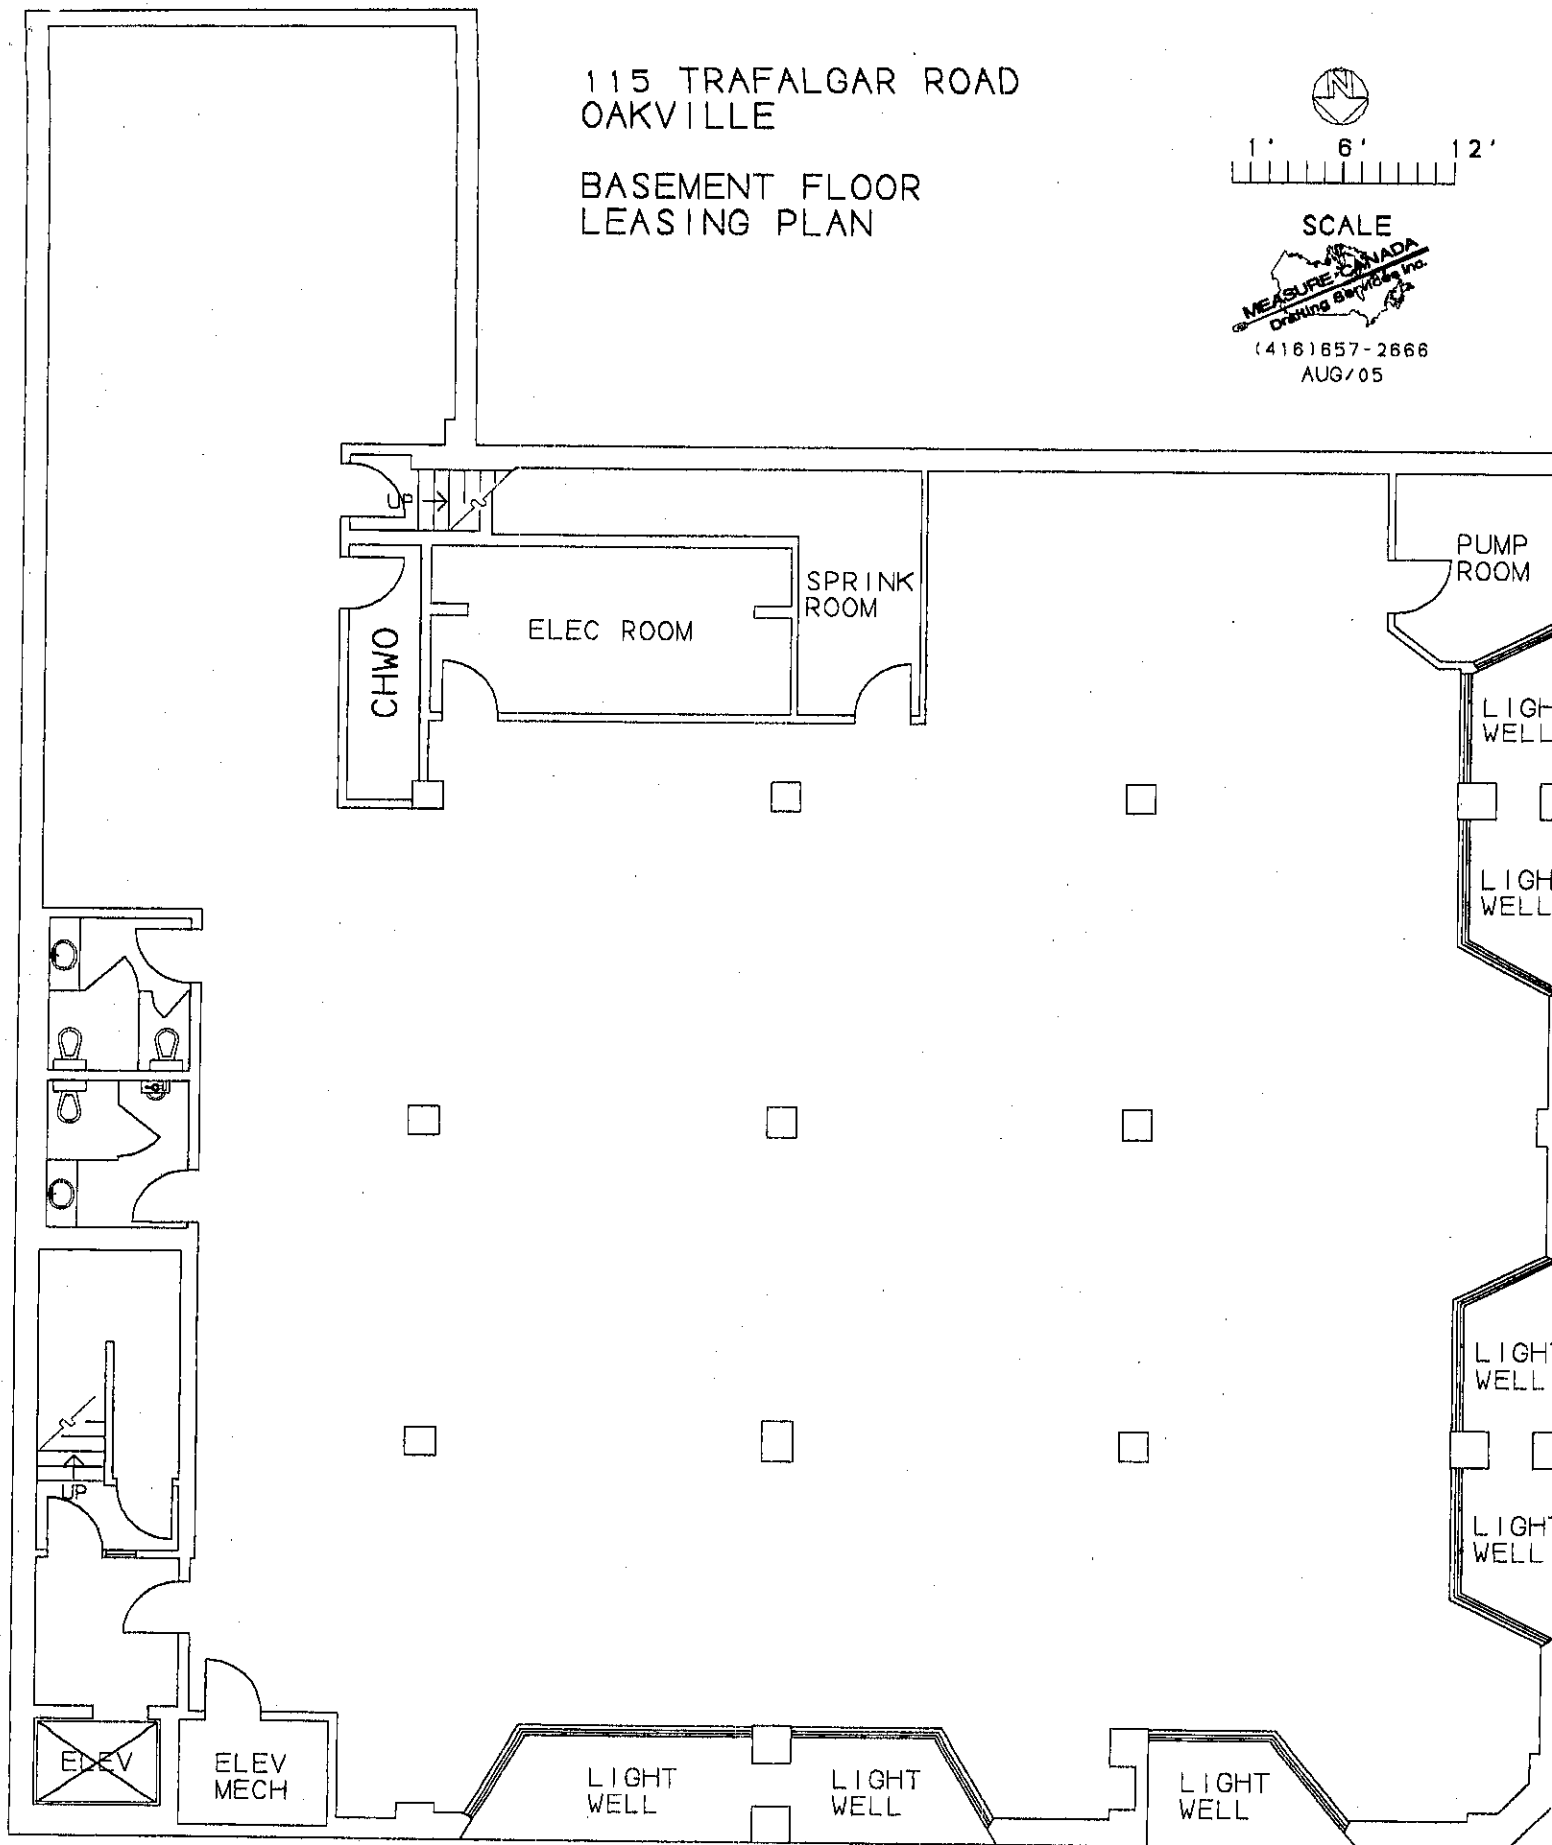 115 TRAFALGAR ROAD
OAKVILLE
BASEMENT FLOOR
LEASING PLAN
N
1' 6' 12'
SCALE
MEASURE-CANADA
Drafting Services Inc.
(416)657-2666
AUG/05
UP
PUMP
ROOM
SPRINK
ROOM
ELEC ROOM
CHWO
LIGH
WELL
LIGH
WELL
LIGHT
WELL
LIGHT
WELL
UP
ELEV
ELEV
MECH
LIGHT
WELL
LIGHT
WELL
LIGHT
WELL